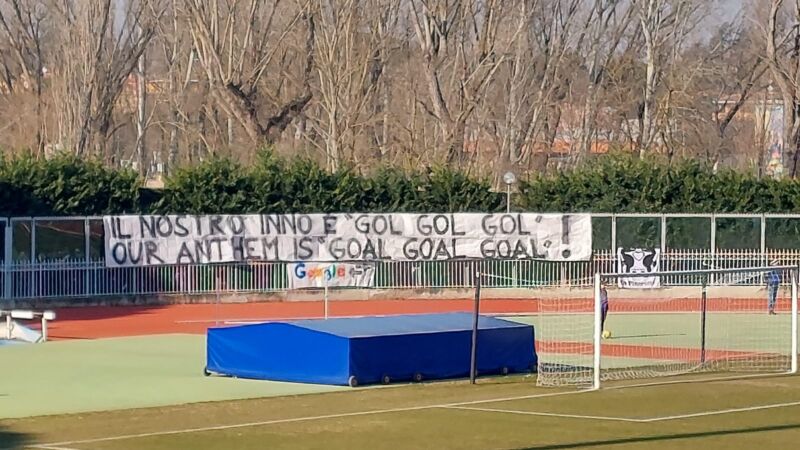 IL NOSTRO INNO È "GOL GOL GOL" !
OUR ANTHEM IS "GOAL GOAL GOAL"
Google